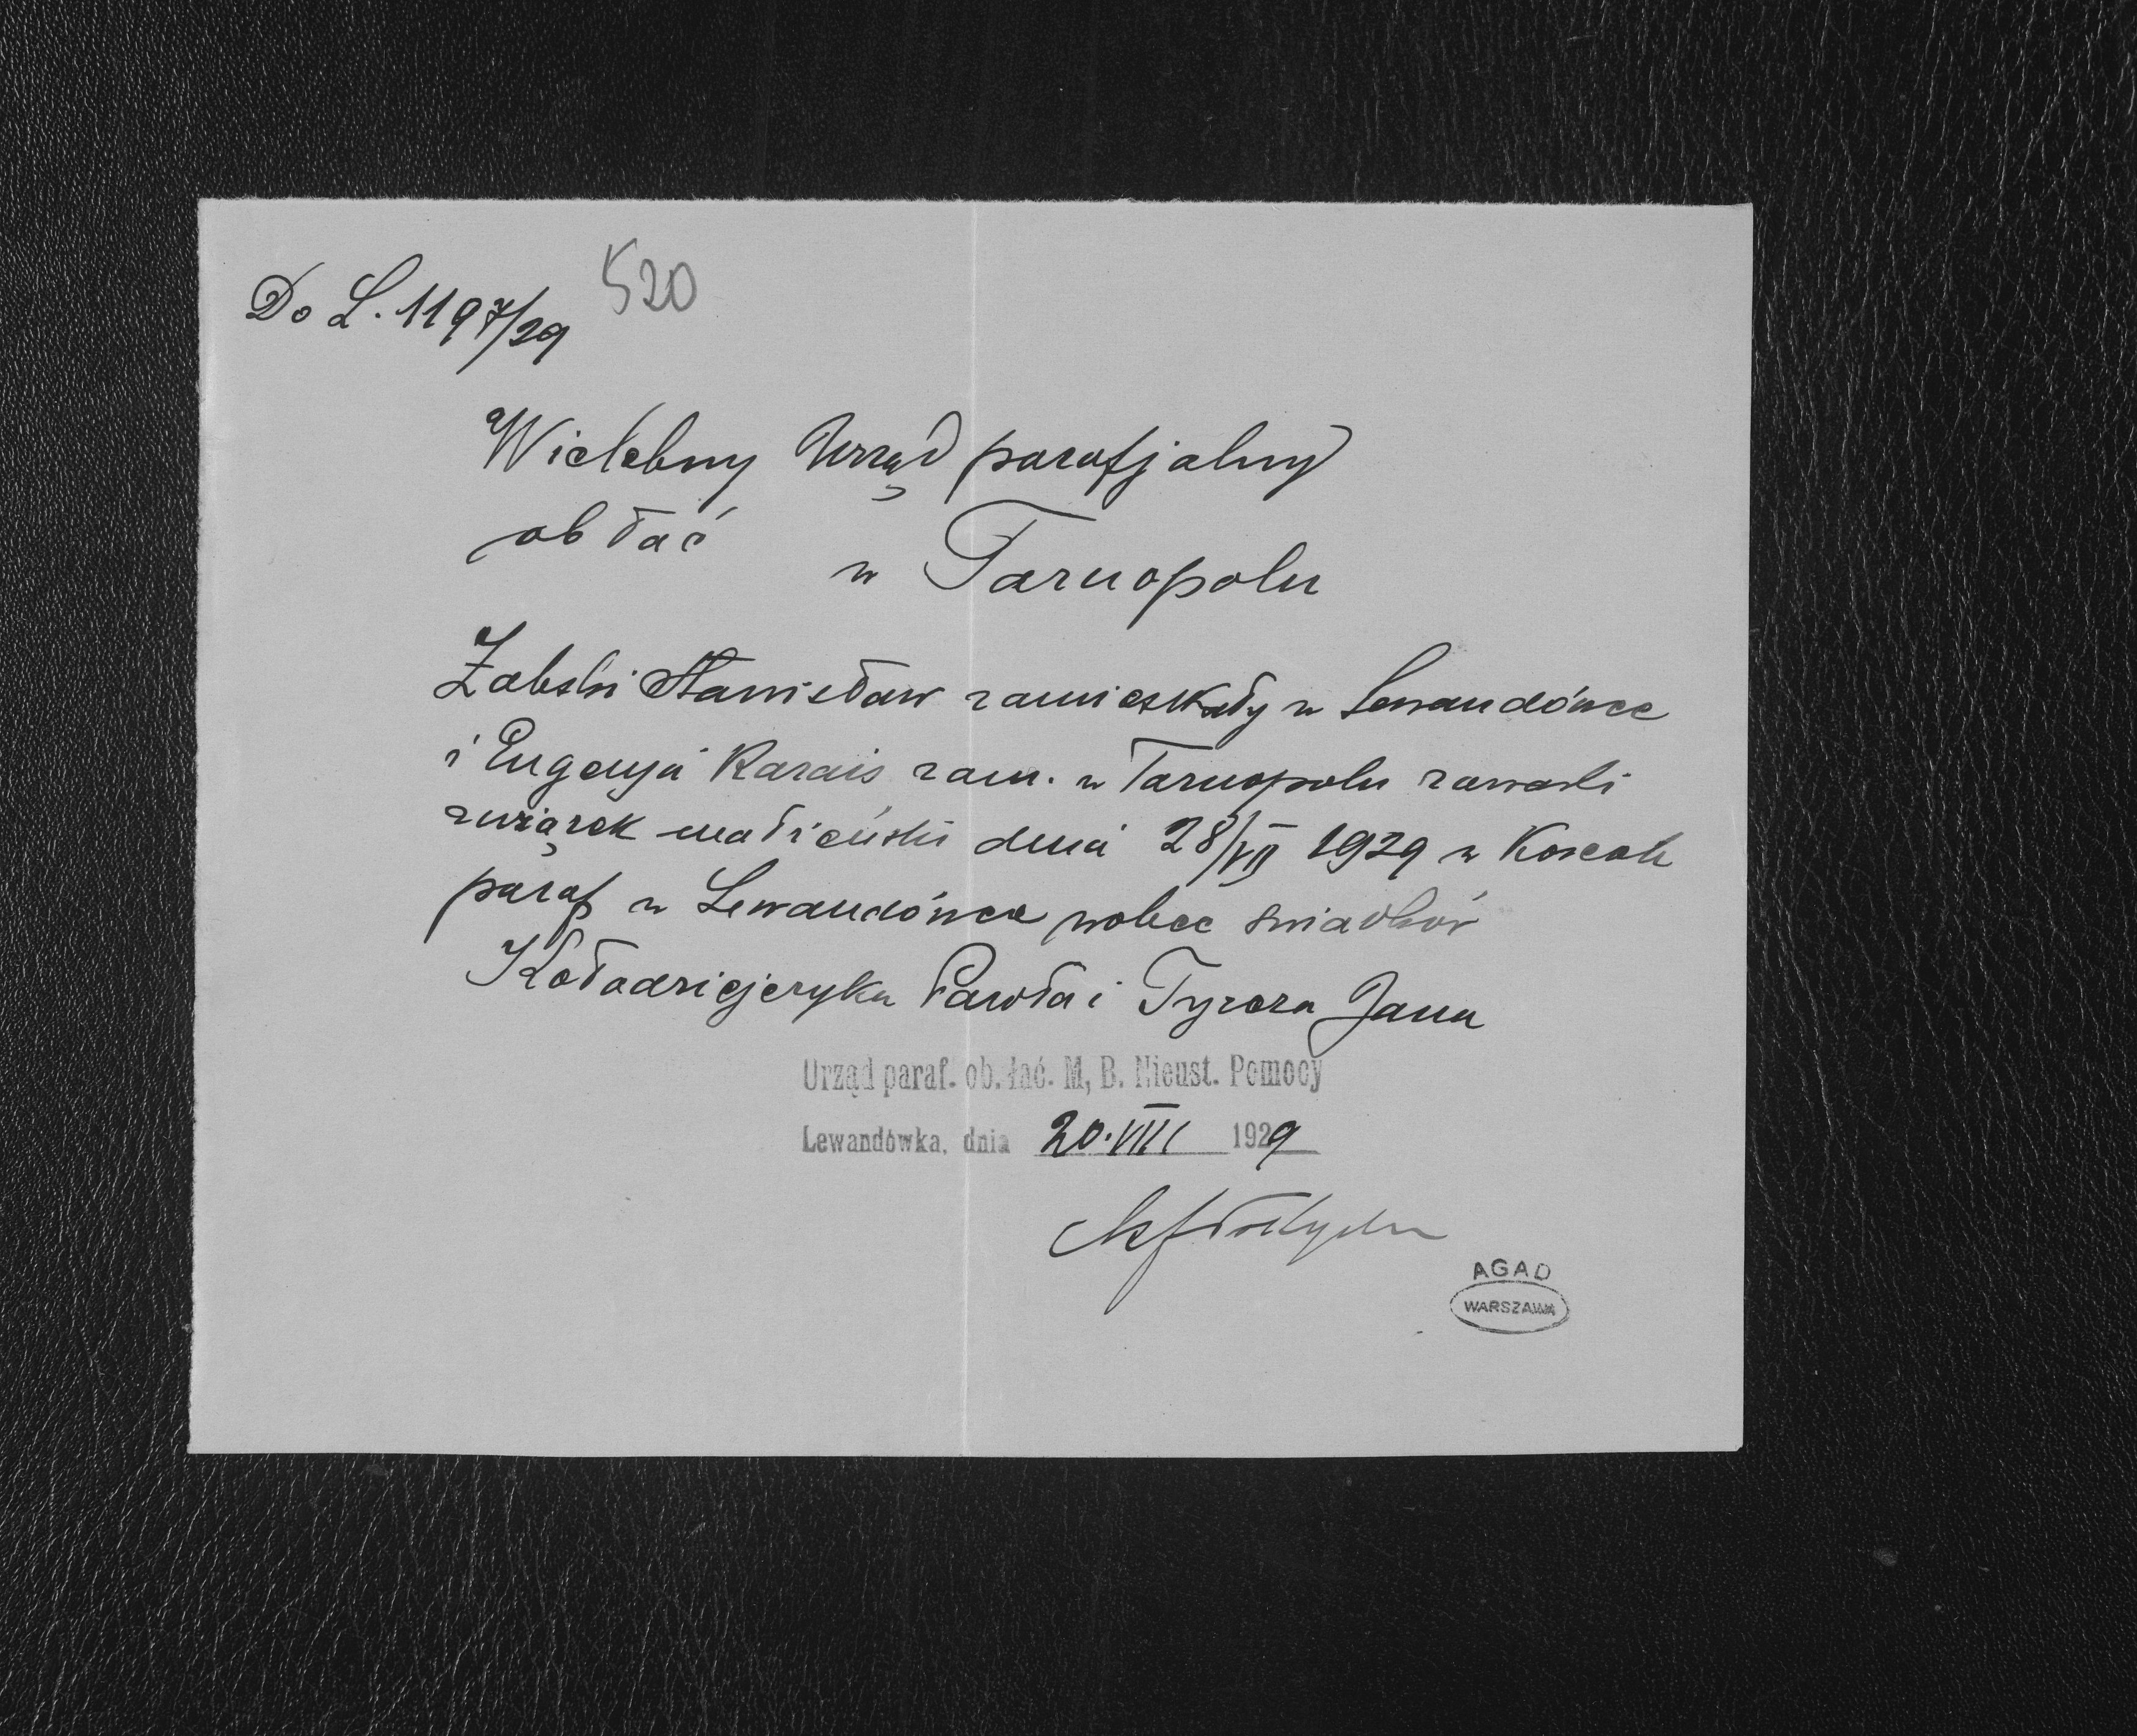 Do L. 1197/29
520
Wielebny Urząd parafjalny
ob łać
w Tarnopolu
Żabski Stanisław zamieszkały w Lewandówce
i Eugenja Karais zam. w Tarnopolu zawarli
związek małżeński dnia 28/VII 1929 w Kościele
paraf w Lewandówce wobec świadków
Kołodziejczyka Pawła i Tyrcza Jana
Urząd paraf. ob. łać. M, B. Nieust. Pomocy
Lewandówka, dnia 20.VIII 1929
AGAD
WARSZAWA